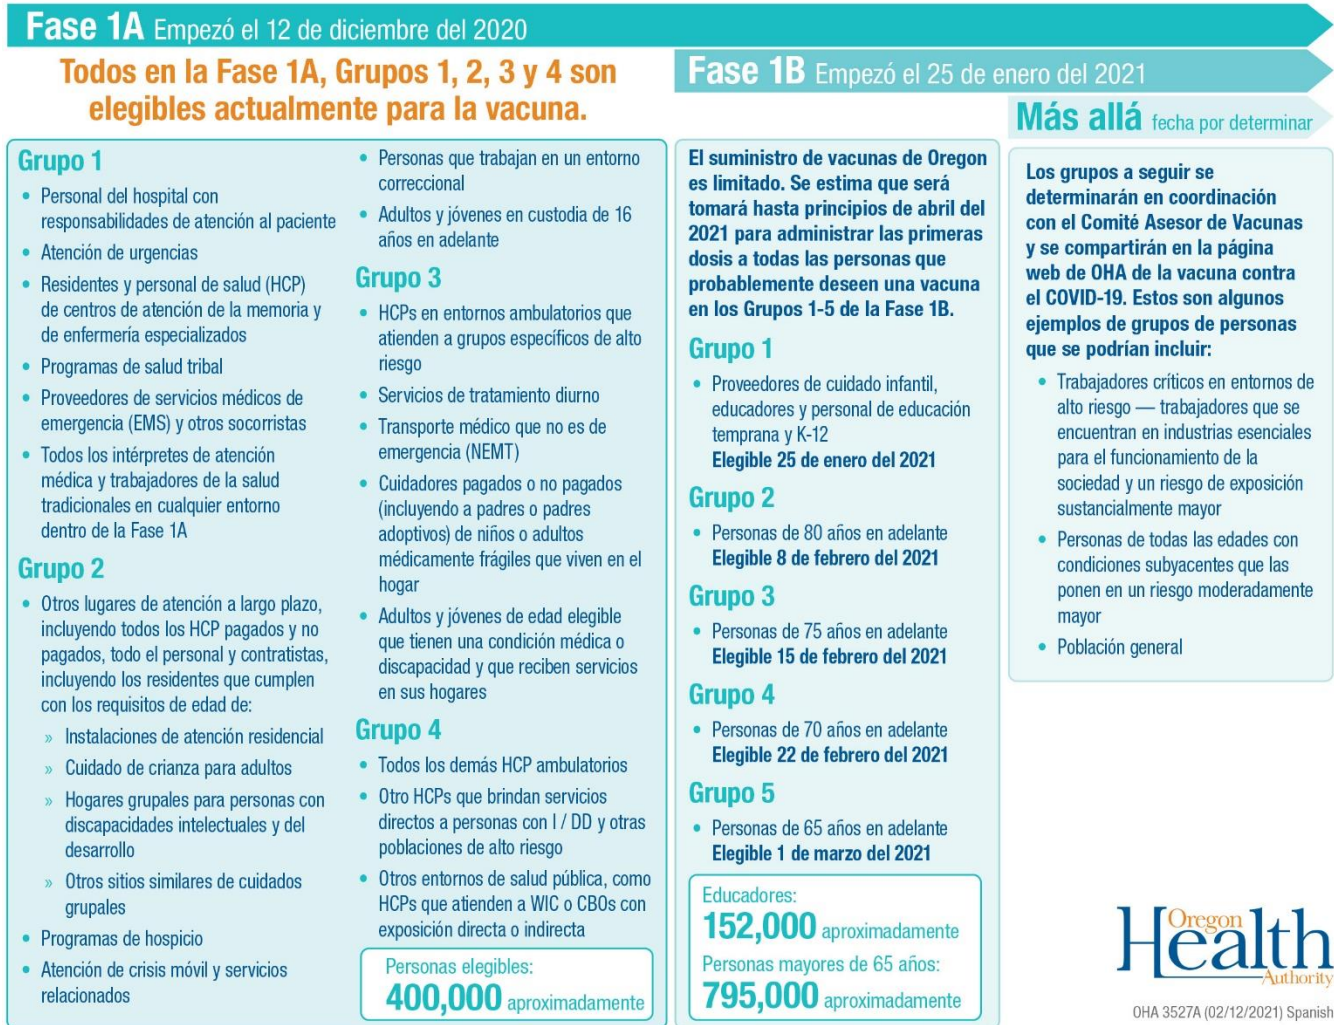 Fase 1A Empezó el 12 de diciembre del 2020
Todos en la Fase 1A, Grupos 1, 2, 3 y 4 son
elegibles actualmente para la vacuna.
Grupo 1
• Personal del hospital con
responsabilidades de atención al paciente
• Atención de urgencias
• Residentes y personal de salud (HCP)
de centros de atención de la memoria y
de enfermería especializados
• Programas de salud tribal
• Proveedores de servicios médicos de
emergencia (EMS) y otros socorristas
• Todos los intérpretes de atención
médica y trabajadores de la salud
tradicionales en cualquier entorno
dentro de la Fase 1A
Grupo 2
• Otros lugares de atención a largo plazo,
incluyendo todos los HCP pagados y no
pagados, todo el personal y contratistas,
incluyendo los residentes que cumplen
con los requisitos de edad de:
» Instalaciones de atención residencial
» Cuidado de crianza para adultos
» Hogares grupales para personas con
discapacidades intelectuales y del
desarrollo
» Otros sitios similares de cuidados
grupales
• Programas de hospicio
• Atención de crisis móvil y servicios
relacionados
• Personas que trabajan en un entorno
correccional
• Adultos y jóvenes en custodia de 16
años en adelante
Grupo 3
• HCPs en entornos ambulatorios que
atienden a grupos específicos de alto
riesgo
• Servicios de tratamiento diurno
• Transporte médico que no es de
emergencia (NEMT)
• Cuidadores pagados o no pagados
(incluyendo a padres o padres
adoptivos) de niños o adultos
médicamente frágiles que viven en el
hogar
• Adultos y jóvenes de edad elegible
que tienen una condición médica o
discapacidad y que reciben servicios
en sus hogares
Grupo 4
• Todos los demás HCP ambulatorios
• Otro HCPs que brindan servicios
directos a personas con I / DD y otras
poblaciones de alto riesgo
• Otros entornos de salud pública, como
HCPs que atienden a WIC o CBOs con
exposición directa o indirecta
Personas elegibles:
400,000 aproximadamente
Fase 1B Empezó el 25 de enero del 2021
El suministro de vacunas de Oregon
es limitado. Se estima que será
tomará hasta principios de abril del
2021 para administrar las primeras
dosis a todas las personas que
probablemente deseen una vacuna
en los Grupos 1-5 de la Fase 1B.
Grupo 1
• Proveedores de cuidado infantil,
educadores y personal de educación
temprana y K-12
Elegible 25 de enero del 2021
Grupo 2
• Personas de 80 años en adelante
Elegible 8 de febrero del 2021
Grupo 3
• Personas de 75 años en adelante
Elegible 15 de febrero del 2021
Grupo 4
• Personas de 70 años en adelante
Elegible 22 de febrero del 2021
Grupo 5
• Personas de 65 años en adelante
Elegible 1 de marzo del 2021
Educadores:
152,000 aproximadamente
Personas mayores de 65 años:
795,000 aproximadamente
Más allá fecha por determinar
Los grupos a seguir se
determinarán en coordinación
con el Comité Asesor de Vacunas
y se compartirán en la página
web de OHA de la vacuna contra
el COVID-19. Estos son algunos
ejemplos de grupos de personas
que se podrían incluir:
• Trabajadores críticos en entornos de
alto riesgo — trabajadores que se
encuentran en industrias esenciales
para el funcionamiento de la
sociedad y un riesgo de exposición
sustancialmente mayor
• Personas de todas las edades con
condiciones subyacentes que las
ponen en un riesgo moderadamente
mayor
• Población general
Oregon
Health
Authority
OHA 3527A (02/12/2021) Spanish